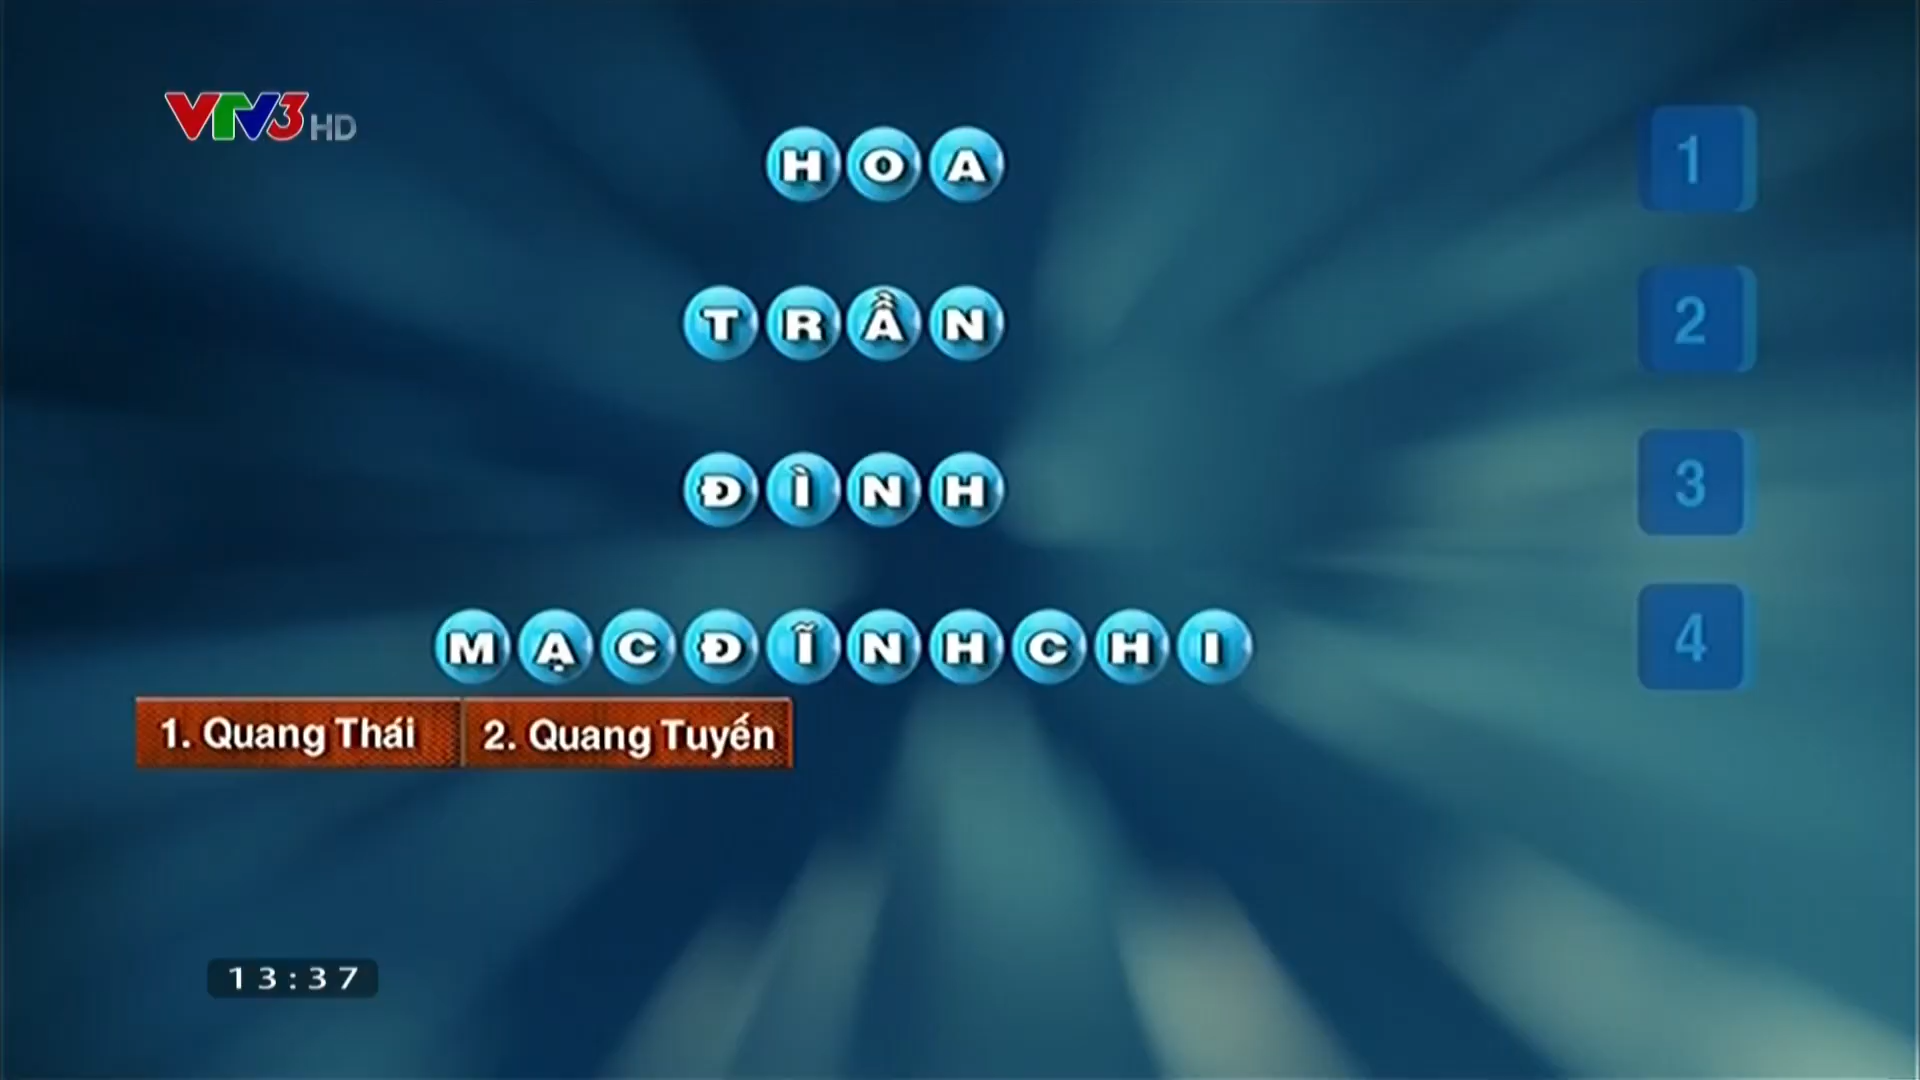 VTV3 HD
HOA
1
TRẦN
2
ĐÌNH
3
MẠCĐĨNHCHI
4
1. Quang Thái
2. Quang Tuyến
13:37